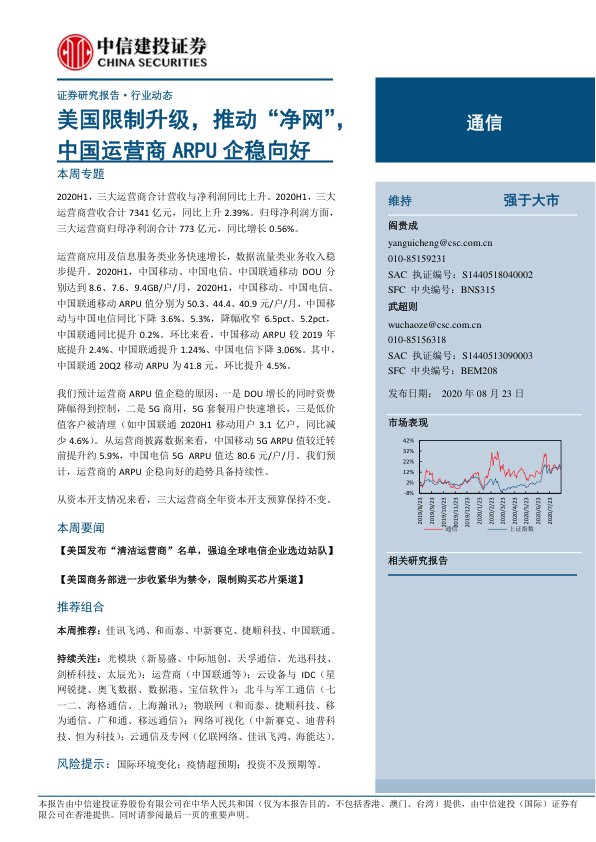 中信建投证券
CHINA SECURITIES
证券研究报告·行业动态
美国限制升级，推动“净网”，
中国运营商 ARPU 企稳向好
本周专题
2020H1，三大运营商合计营收与净利润同比上升。2020H1，三大
运营商营收合计 7341 亿元，同比上升 2.39%。归母净利润方面，
三大运营商归母净利润合计 773 亿元，同比增长 0.56%。
运营商应用及信息服务类业务快速增长，数据流量类业务收入稳
步提升。2020H1，中国移动、中国电信、中国联通移动 DOU 分
别达到 8.6、7.6、9.4GB/户/月，2020H1，中国移动、中国电信、
中国联通移动 ARPU 值分别为 50.3、44.4、40.9 元/户/月，中国移
动与中国电信同比下降 3.6%、5.3%，降幅收窄 6.5pct、5.2pct，
中国联通同比提升 0.2%。环比来看，中国移动 ARPU 较 2019 年
底提升 2.4%、中国联通提升 1.24%、中国电信下降 3.06%。其中，
中国联通 20Q2 移动 ARPU 为 41.8 元，环比提升 4.5%。
我们预计运营商 ARPU 值企稳的原因：一是 DOU 增长的同时资费
降幅得到控制，二是 5G 商用，5G 套餐用户快速增长，三是低价
值客户被清理（如中国联通 2020H1 移动用户 3.1 亿户，同比减
少 4.6%）。从运营商披露数据来看，中国移动 5G ARPU 值较迁转
前提升约 5.9%，中国电信 5G ARPU 值达 80.6 元/户/月。我们预
计，运营商的 ARPU 企稳向好的趋势具备持续性。
从资本开支情况来看，三大运营商全年资本开支预算保持不变。
本周要闻
【美国发布“清洁运营商”名单，强迫全球电信企业选边站队】
【美国商务部进一步收紧华为禁令，限制购买芯片渠道】
推荐组合
本周推荐：佳讯飞鸿、和而泰、中新赛克、捷顺科技、中国联通。
持续关注：光模块（新易盛、中际旭创、天孚通信、光迅科技、
剑桥科技、太辰光）；运营商（中国联通等）；云设备与 IDC（星
网锐捷、奥飞数据、数据港、宝信软件）；北斗与军工通信（七
一二、海格通信、上海瀚讯）；物联网（和而泰、捷顺科技、移
为通信、广和通、移远通信）；网络可视化（中新赛克、迪普科
技、恒为科技）；云通信及专网（亿联网络、佳讯飞鸿、海能达）。
风险提示：国际环境变化；疫情超预期；投资不及预期等。
通信
维持 强于大市
阎贵成
yanguicheng@csc.com.cn
010-85159231
SAC 执证编号：S1440518040002
SFC 中央编号：BNS315
武超则
wuchaoze@csc.com.cn
010-85156318
SAC 执证编号：S1440513090003
SFC 中央编号：BEM208
发布日期： 2020 年 08 月 23 日
市场表现
42%
32%
22%
12%
2%
-8%
2019/8/23
2019/9/23
2019/10/23
2019/11/23
2019/12/23
2020/1/23
2020/2/23
2020/3/23
2020/4/23
2020/5/23
2020/6/23
2020/7/23
通信 上证指数
相关研究报告
本报告由中信建投证券股份有限公司在中华人民共和国（仅为本报告目的，不包括香港、澳门、台湾）提供，由中信建投（国际）证券有
限公司在香港提供。同时请参阅最后一页的重要声明。